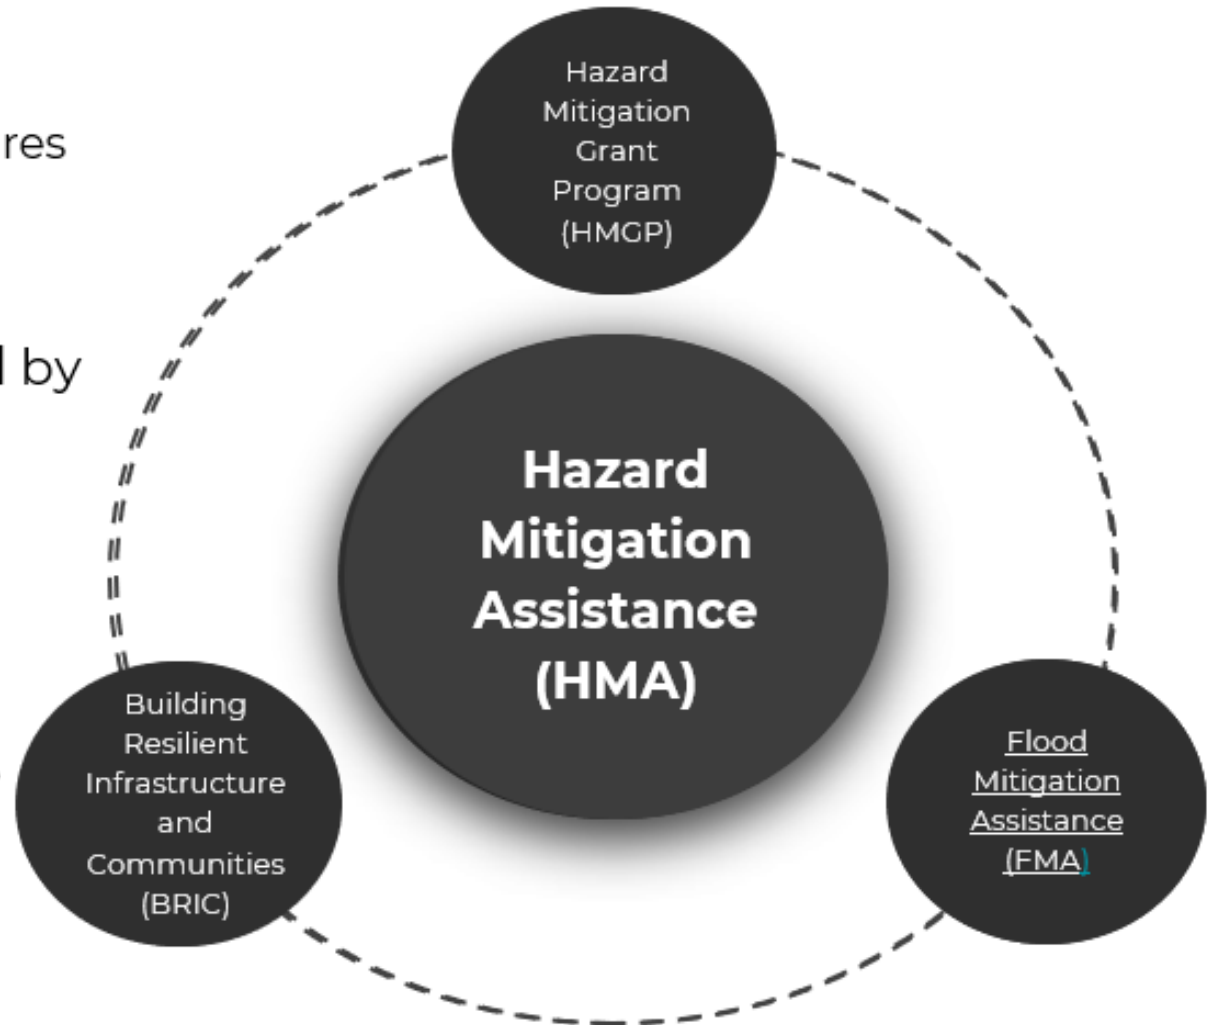 res
by
Hazard
Mitigation
Grant
Program
(HMGP)
Hazard
Mitigation
Assistance
(HMA)
Building
Resilient
Infrastructure
and
Communities
(BRIC)
Flood
Mitigation
Assistance
(FMA)